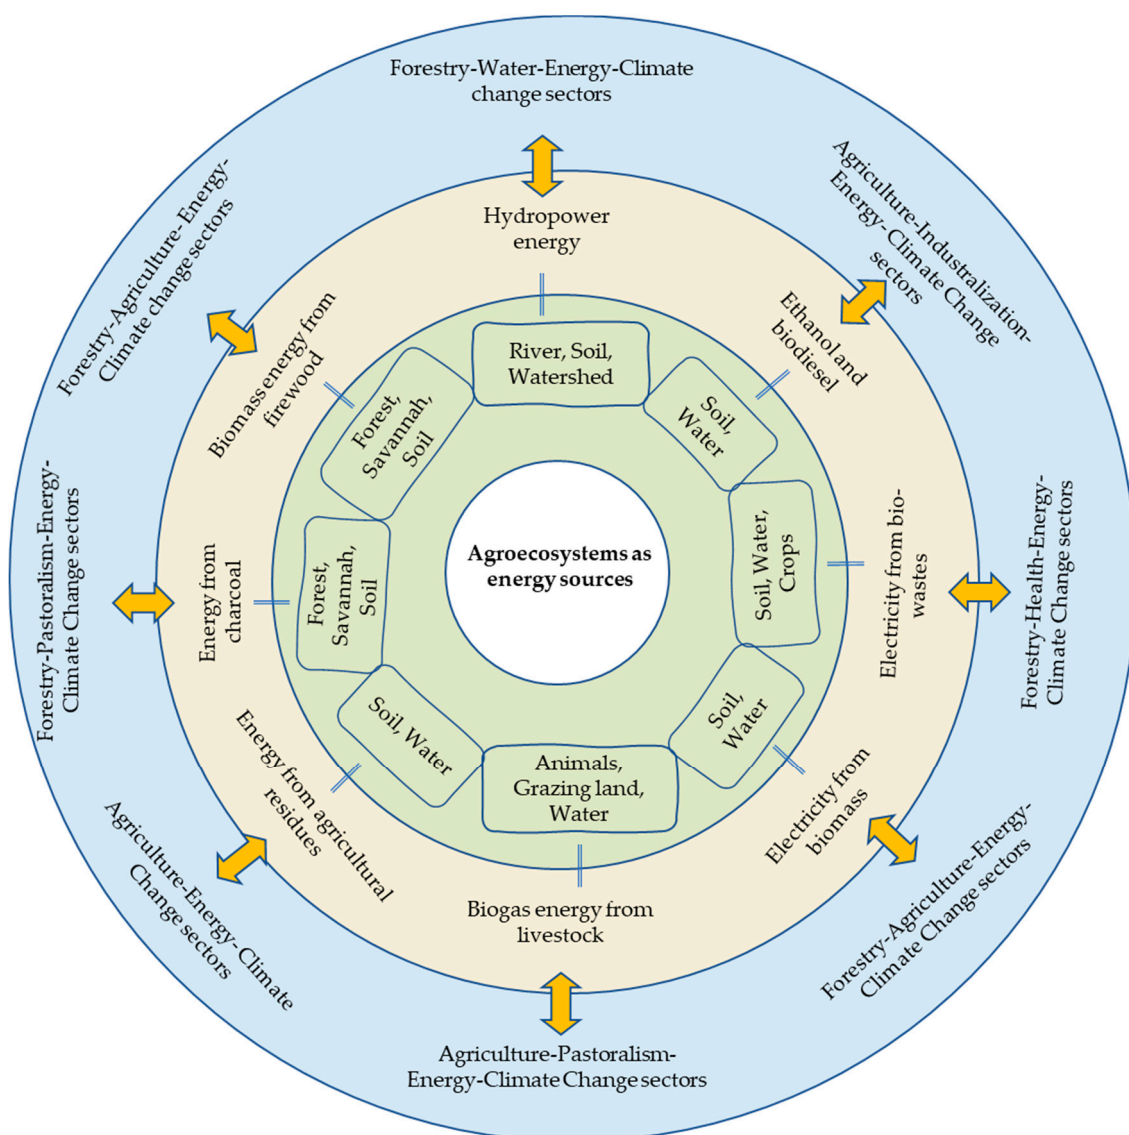 Forestry-Water-Energy-Climate
change sectors
Agriculture-Industralization-
Energy-Climate Change
sectors
Forestry-Health-Energy-
Climate Change sectors
Forestry-Agriculture-Energy-
Climate Change sectors
Agriculture-Pastoralism-
Energy-Climate Change sectors
Agriculture-Energy-Climate
Change sectors
Forestry-Pastoralism-Energy-
Climate Change sectors
Forestry-Agriculture- Energy-
Climate change sectors
Hydropower
energy
Ethanol and
biodiesel
Electricity from bio-
wastes
Electricity from
biomass
Biogas energy from
livestock
Energy from agricultural
residues
Energy from
charcoal
Biomass energy from
firewood
River, Soil,
Watershed
Soil,
Water
Soil, Water,
Crops
Soil,
Water
Animals,
Grazing land,
Water
Soil, Water
Forest,
Savannah,
Soil
Forest,
Savannah,
Soil
Agroecosystems as
energy sources